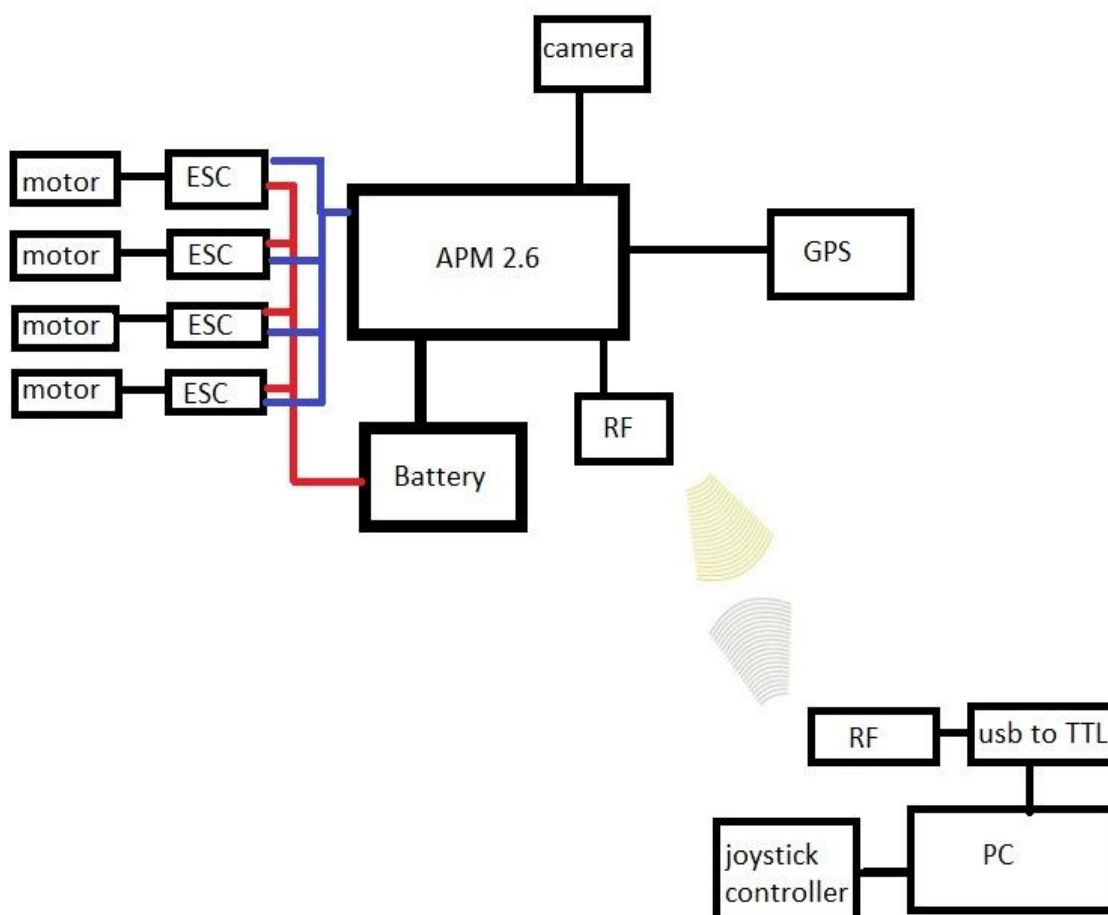 camera
motor
ESC
motor
ESC
motor
ESC
motor
ESC
APM 2.6
GPS
RF
Battery
RF
usb to TTL
PC
joystick
controller